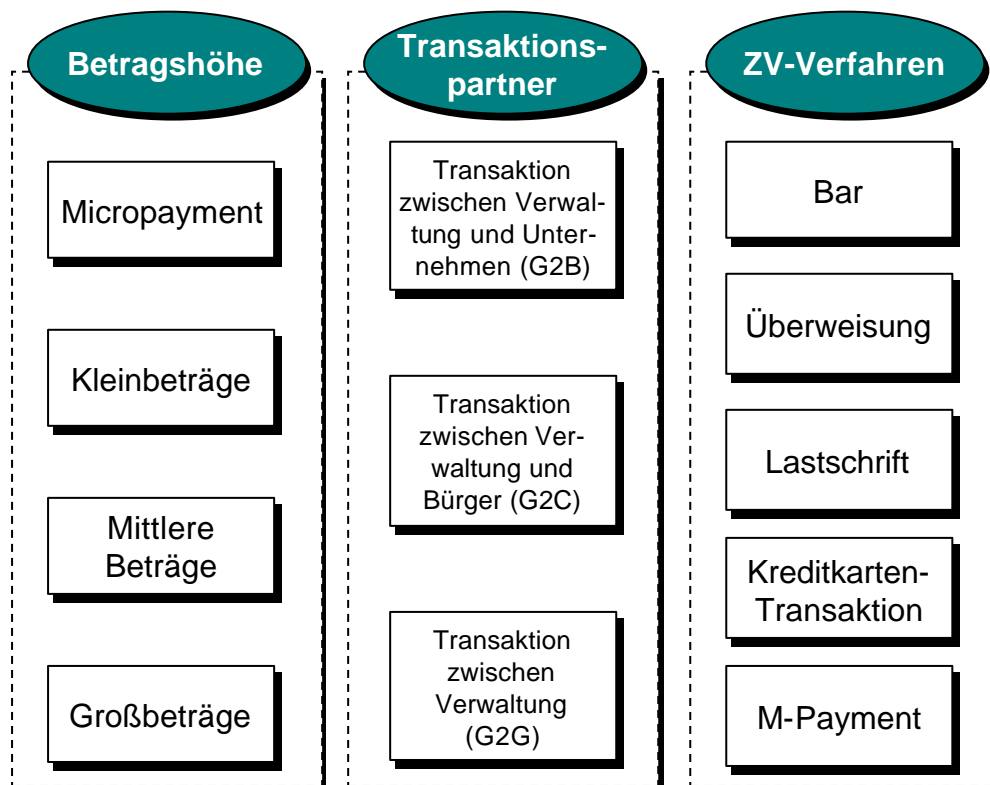 Betragshöhe
Micropayment
Kleinbeträge
Mittlere
Beträge
Großbeträge
Transaktions-
partner
Transaktion
zwischen Verwal-
tung und Unter-
nehmen (G2B)
Transaktion
zwischen Ver-
waltung und
Bürger (G2C)
Transaktion
zwischen
Verwaltung
(G2G)
ZV-Verfahren
Bar
Überweisung
Lastschrift
Kreditkarten-
Transaktion
M-Payment